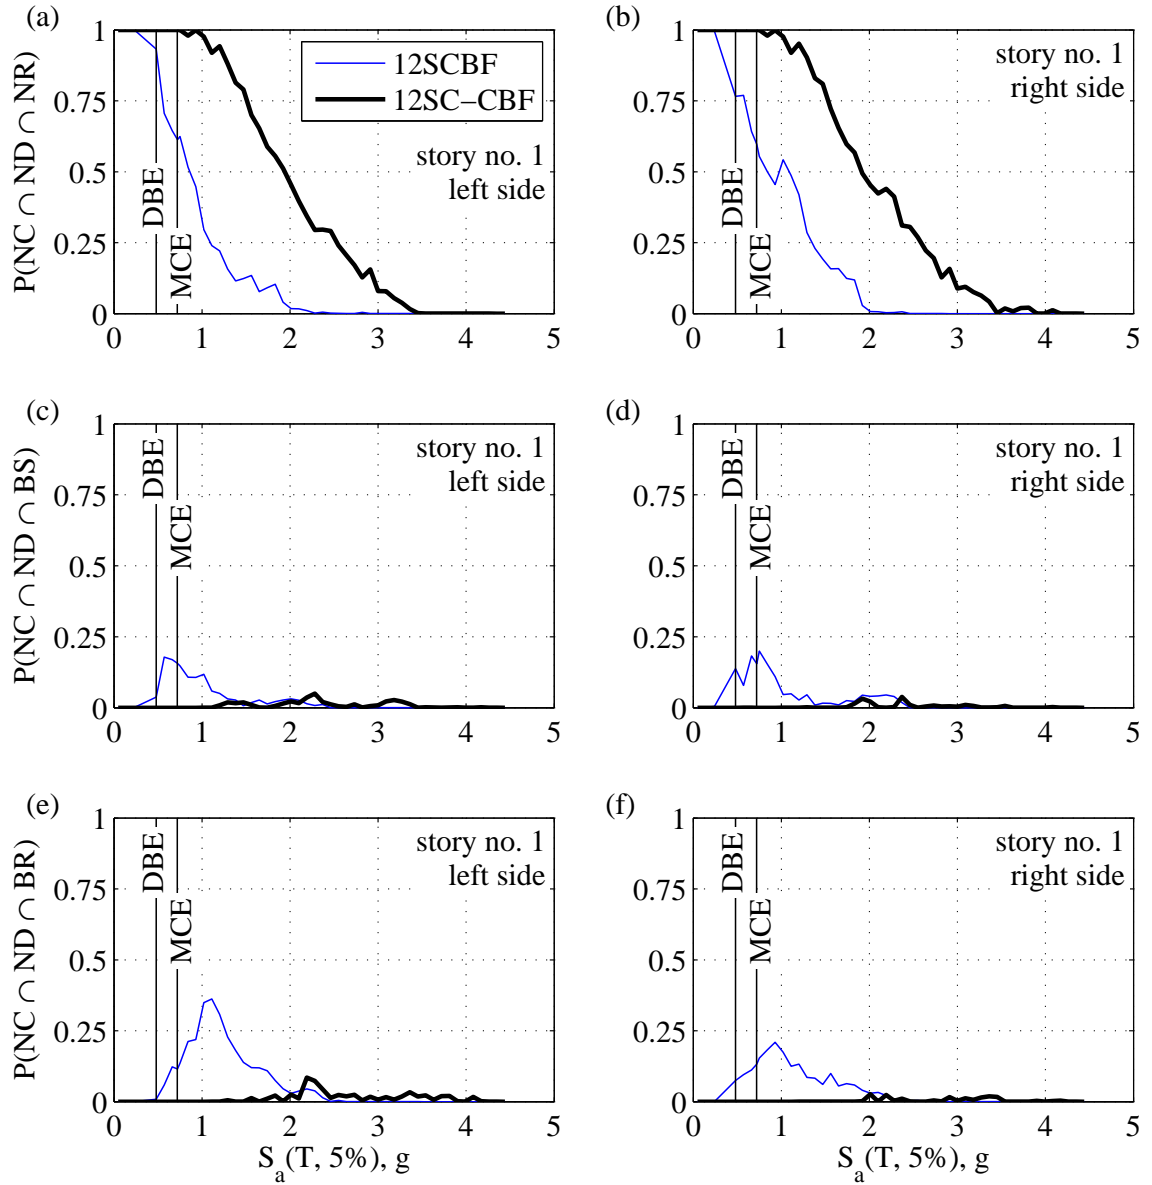 (a)
P(NC ∩ ND ∩ NR)
1
0.75
0.5
0.25
0
12SCBF
12SC−CBF
story no. 1
left side
DBE
MCE
0 1 2 3 4 5
(b)
1
0.75
0.5
0.25
0
story no. 1
right side
DBE
MCE
0 1 2 3 4 5
(c)
P(NC ∩ ND ∩ BS)
1
0.75
0.5
0.25
0
story no. 1
left side
DBE
MCE
0 1 2 3 4 5
(d)
1
0.75
0.5
0.25
0
story no. 1
right side
DBE
MCE
0 1 2 3 4 5
(e)
P(NC ∩ ND ∩ BR)
1
0.75
0.5
0.25
0
story no. 1
left side
DBE
MCE
0 1 2 3 4 5
S_a(T, 5%), g
(f)
1
0.75
0.5
0.25
0
story no. 1
right side
DBE
MCE
0 1 2 3 4 5
S_a(T, 5%), g